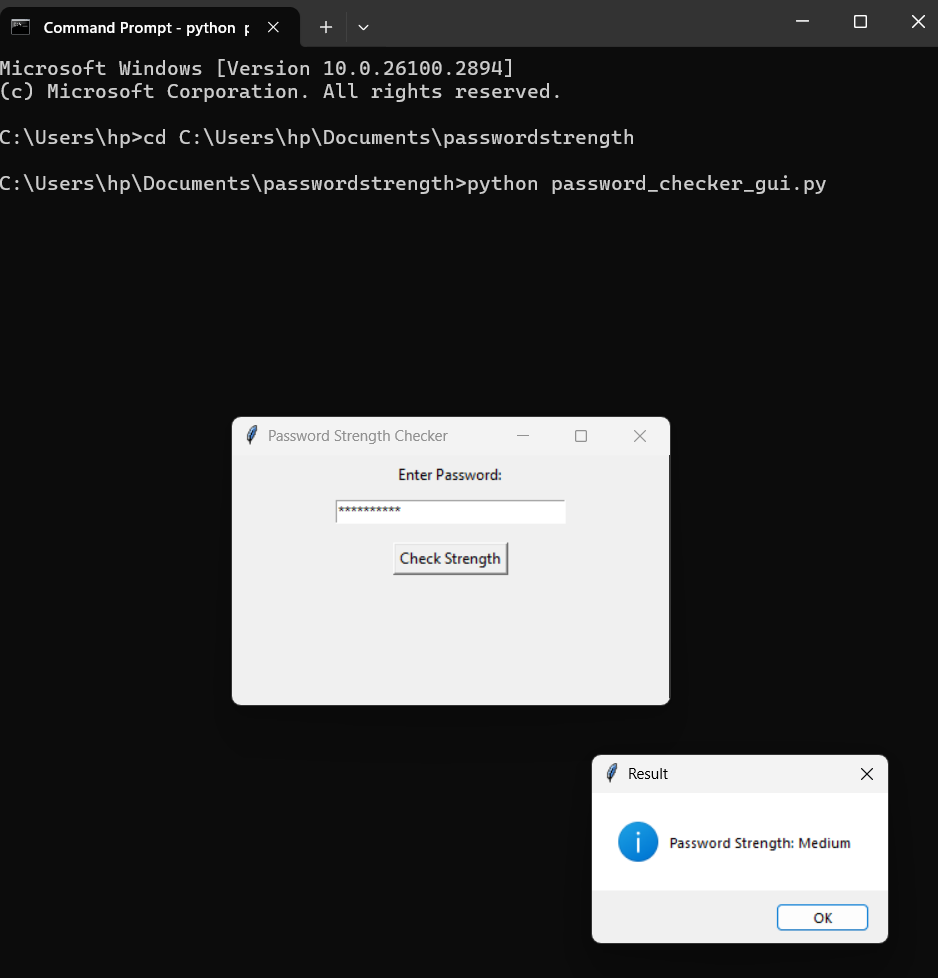 Command Prompt - python p
Microsoft Windows [Version 10.0.26100.2894]
(c) Microsoft Corporation. All rights reserved.
C:\Users\hp>cd C:\Users\hp\Documents\passwordstrength
C:\Users\hp\Documents\passwordstrength>python password_checker_gui.py
Password Strength Checker
Enter Password:
**********
Check Strength
Result
Password Strength: Medium
OK